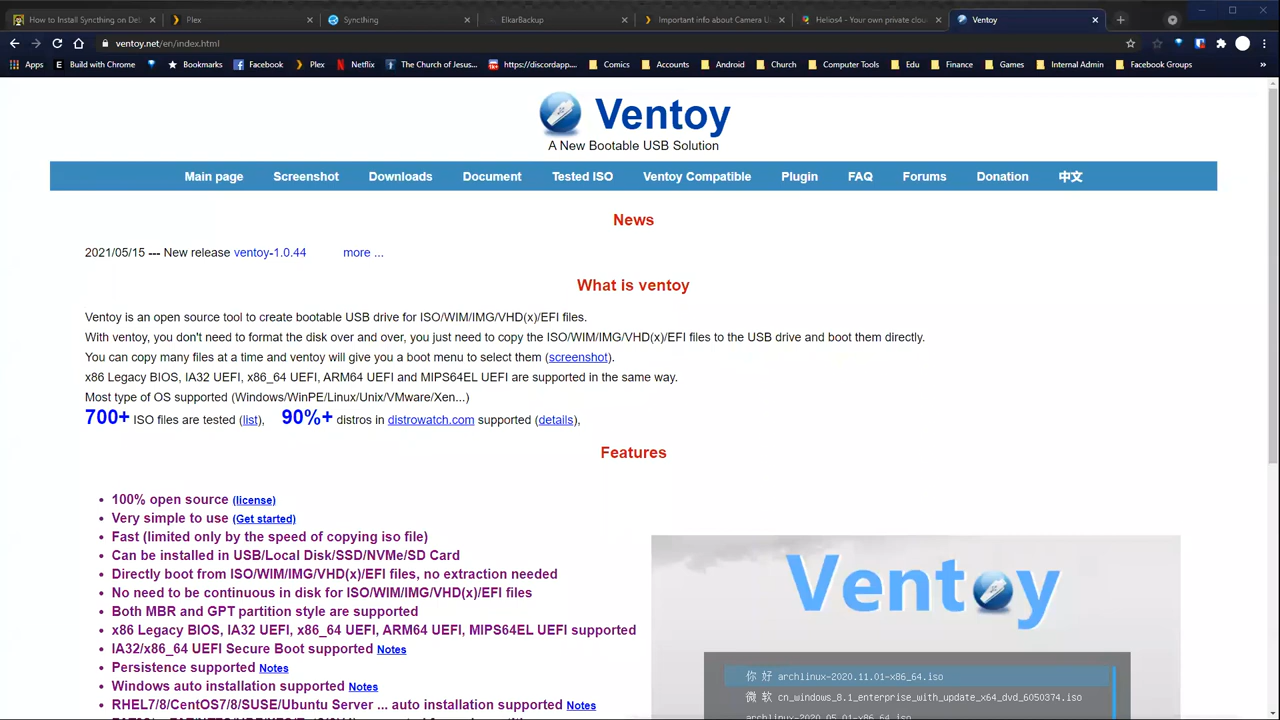 How to Install Syncthing on Del
Plex
Syncthing
ElkarBackup
Important info about Camera U
Helios4 - Your own private clou
Ventoy
ventoy.net/en/index.html
Apps
Build with Chrome
Bookmarks
Facebook
Plex
Netflix
The Church of Jesus...
https://discordapp....
Comics
Accounts
Android
Church
Computer Tools
Edu
Finance
Games
Internal Admin
Facebook Groups
Ventoy
A New Bootable USB Solution
Main page Screenshot Downloads Document Tested ISO Ventoy Compatible Plugin FAQ Forums Donation 中文
News
2021/05/15 --- New release ventoy-1.0.44 more ...
What is ventoy
Ventoy is an open source tool to create bootable USB drive for ISO/WIM/IMG/VHD(x)/EFI files.
With ventoy, you don't need to format the disk over and over, you just need to copy the ISO/WIM/IMG/VHD(x)/EFI files to the USB drive and boot them directly.
You can copy many files at a time and ventoy will give you a boot menu to select them (screenshot).
x86 Legacy BIOS, IA32 UEFI, x86_64 UEFI, ARM64 UEFI and MIPS64EL UEFI are supported in the same way.
Most type of OS supported (Windows/WinPE/Linux/Unix/VMware/Xen...)
700+ ISO files are tested (list), 90%+ distros in distrowatch.com supported (details),
Features
• 100% open source (license)
• Very simple to use (Get started)
• Fast (limited only by the speed of copying iso file)
• Can be installed in USB/Local Disk/SSD/NVMe/SD Card
• Directly boot from ISO/WIM/IMG/VHD(x)/EFI files, no extraction needed
• No need to be continuous in disk for ISO/WIM/IMG/VHD(x)/EFI files
• Both MBR and GPT partition style are supported
• x86 Legacy BIOS, IA32 UEFI, x86_64 UEFI, ARM64 UEFI, MIPS64EL UEFI supported
• IA32/x86_64 UEFI Secure Boot supported Notes
• Persistence supported Notes
• Windows auto installation supported Notes
• RHEL7/8/CentOS7/8/SUSE/Ubuntu Server ... auto installation supported Notes
Ventoy
你 好 archlinux-2020.11.01-x86_64.iso
微 软 cn_windows_8.1_enterprise_with_update_x64_dvd_6050374.iso
archlinux-2020.05.01-x86_64.iso